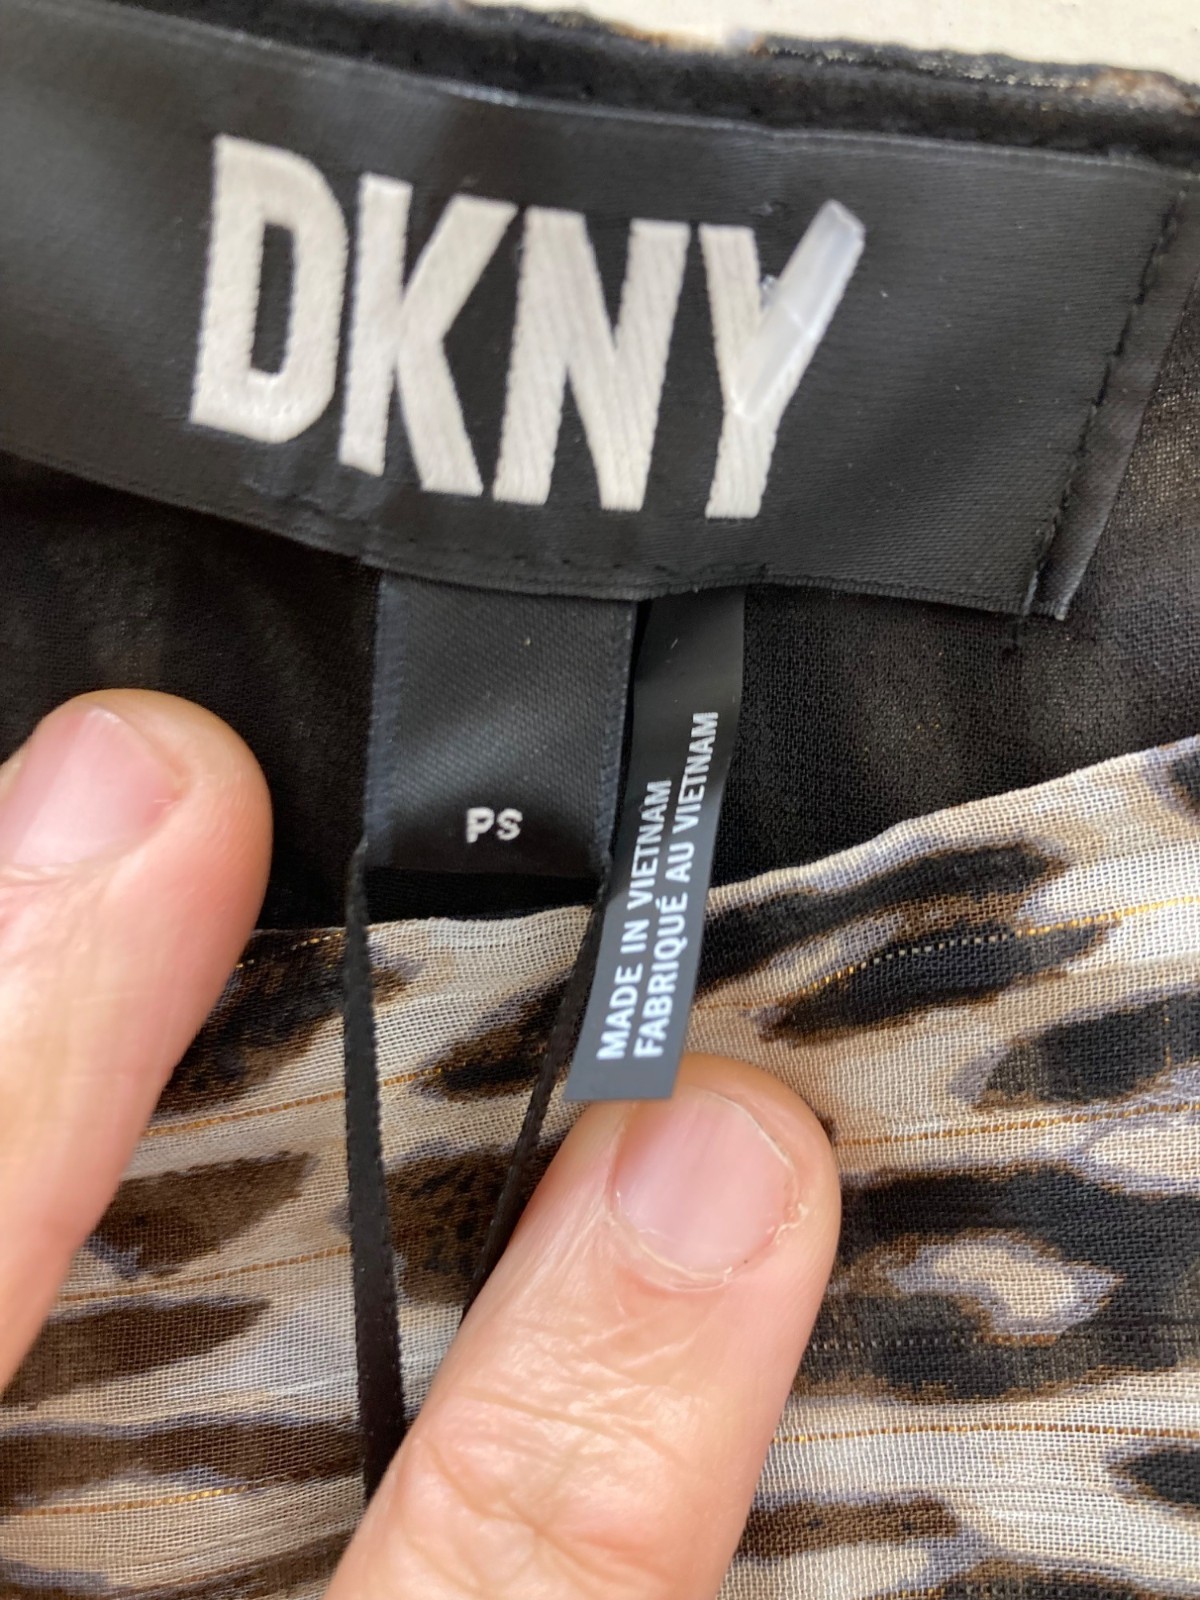 DKNY
PS
MADE IN VIETNAM
FABRIQUÉ AU VIETNAM